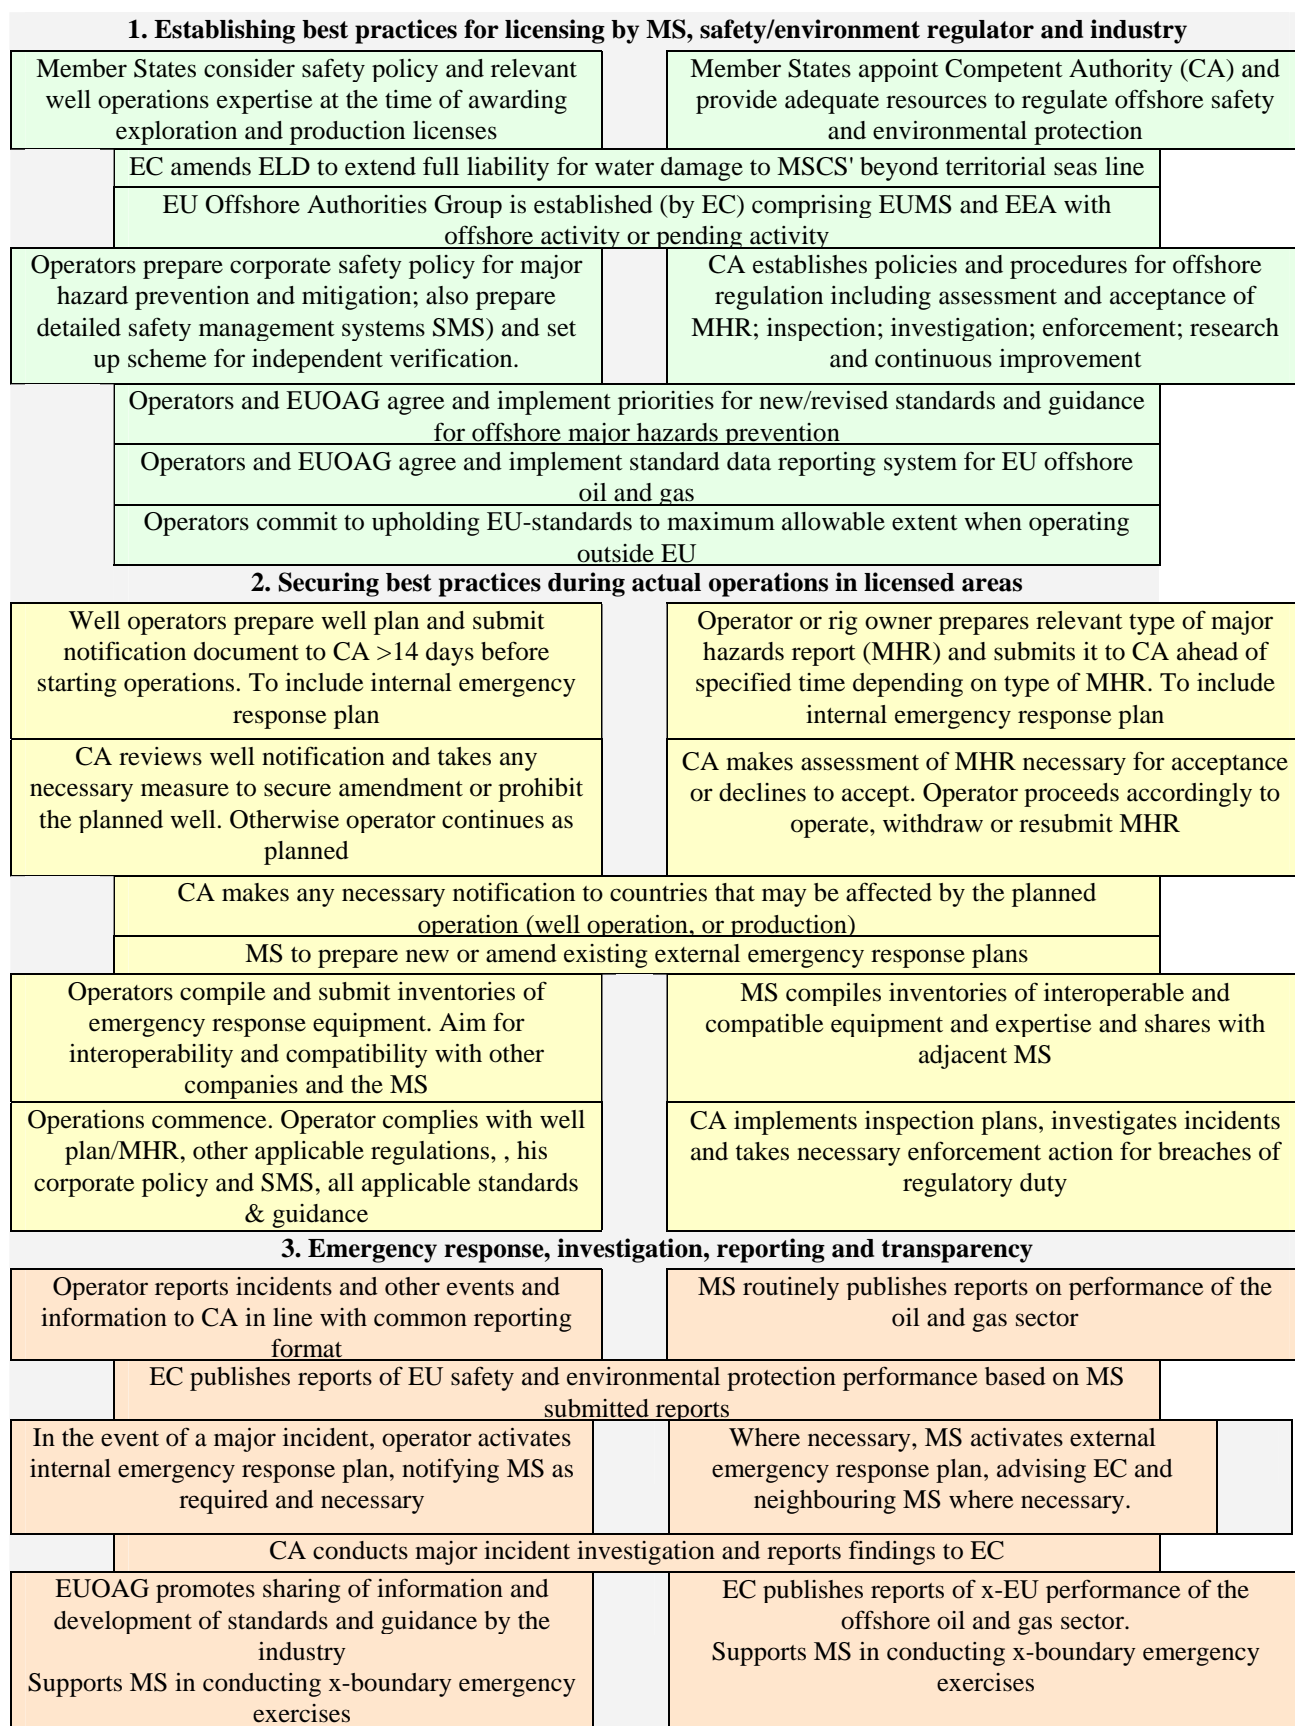 1. Establishing best practices for licensing by MS, safety/environment regulator and industry
Member States consider safety policy and relevant
well operations expertise at the time of awarding
exploration and production licenses
Member States appoint Competent Authority (CA) and
provide adequate resources to regulate offshore safety
and environmental protection
EC amends ELD to extend full liability for water damage to MSCS' beyond territorial seas line
EU Offshore Authorities Group is established (by EC) comprising EUMS and EEA with
offshore activity or pending activity
Operators prepare corporate safety policy for major
hazard prevention and mitigation; also prepare
detailed safety management systems SMS) and set
up scheme for independent verification.
CA establishes policies and procedures for offshore
regulation including assessment and acceptance of
MHR; inspection; investigation; enforcement; research
and continuous improvement
Operators and EUOAG agree and implement priorities for new/revised standards and guidance
for offshore major hazards prevention
Operators and EUOAG agree and implement standard data reporting system for EU offshore
oil and gas
Operators commit to upholding EU-standards to maximum allowable extent when operating
outside EU
2. Securing best practices during actual operations in licensed areas
Well operators prepare well plan and submit
notification document to CA >14 days before
starting operations. To include internal emergency
response plan
Operator or rig owner prepares relevant type of major
hazards report (MHR) and submits it to CA ahead of
specified time depending on type of MHR. To include
internal emergency response plan
CA reviews well notification and takes any
necessary measure to secure amendment or prohibit
the planned well. Otherwise operator continues as
planned
CA makes assessment of MHR necessary for acceptance
or declines to accept. Operator proceeds accordingly to
operate, withdraw or resubmit MHR
CA makes any necessary notification to countries that may be affected by the planned
operation (well operation, or production)
MS to prepare new or amend existing external emergency response plans
Operators compile and submit inventories of
emergency response equipment. Aim for
interoperability and compatibility with other
companies and the MS
MS compiles inventories of interoperable and
compatible equipment and expertise and shares with
adjacent MS
Operations commence. Operator complies with well
plan/MHR, other applicable regulations, , his
corporate policy and SMS, all applicable standards
& guidance
CA implements inspection plans, investigates incidents
and takes necessary enforcement action for breaches of
regulatory duty
3. Emergency response, investigation, reporting and transparency
Operator reports incidents and other events and
information to CA in line with common reporting
format
MS routinely publishes reports on performance of the
oil and gas sector
EC publishes reports of EU safety and environmental protection performance based on MS
submitted reports
In the event of a major incident, operator activates
internal emergency response plan, notifying MS as
required and necessary
Where necessary, MS activates external
emergency response plan, advising EC and
neighbouring MS where necessary.
CA conducts major incident investigation and reports findings to EC
EUOAG promotes sharing of information and
development of standards and guidance by the
industry
Supports MS in conducting x-boundary emergency
exercises
EC publishes reports of x-EU performance of the
offshore oil and gas sector.
Supports MS in conducting x-boundary emergency
exercises